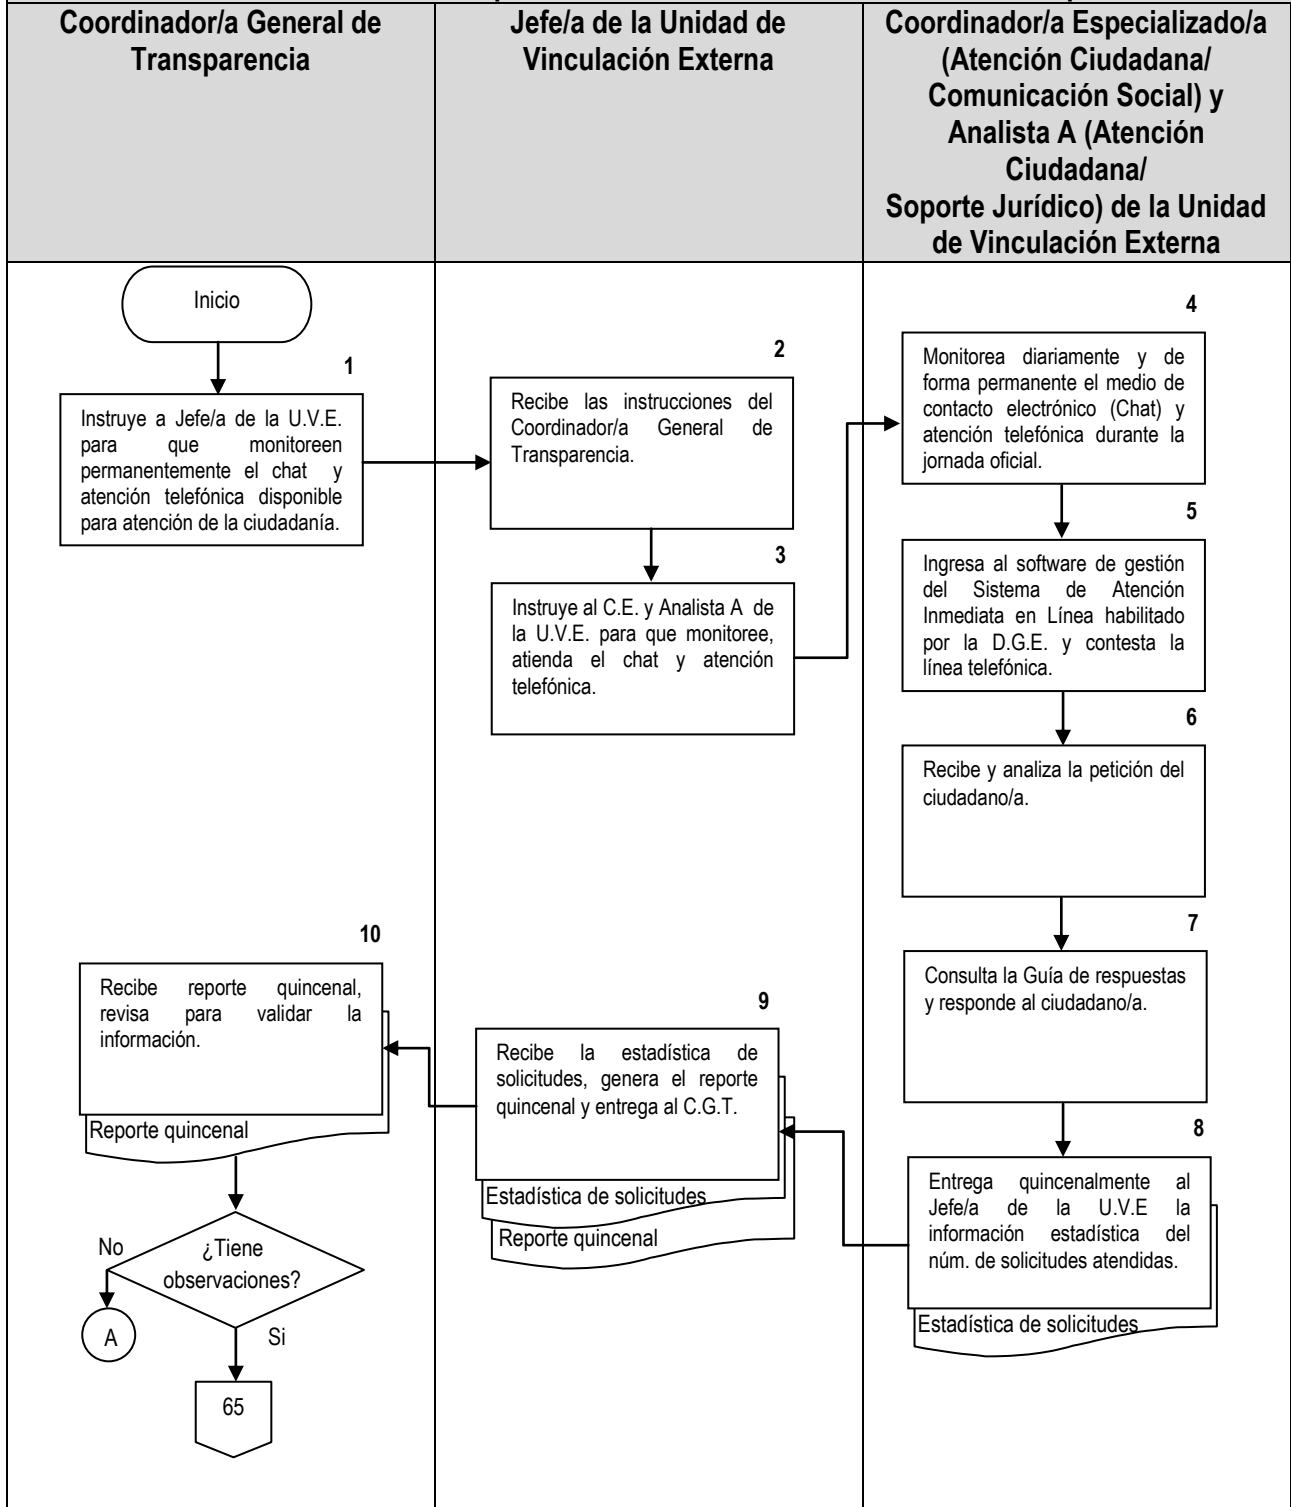 Coordinador/a General de
Transparencia
Jefe/a de la Unidad de
Vinculación Externa
Coordinador/a Especializado/a
(Atención Ciudadana/
Comunicación Social) y
Analista A (Atención
Ciudadana/
Soporte Jurídico) de la Unidad
de Vinculación Externa
Inicio
1
Instruye a Jefe/a de la U.V.E.
para que monitoreen
permanentemente el chat y
atención telefónica disponible
para atención de la ciudadanía.
2
Recibe las instrucciones del
Coordinador/a General de
Transparencia.
3
Instruye al C.E. y Analista A de
la U.V.E. para que monitoree,
atienda el chat y atención
telefónica.
4
Monitorea diariamente y de
forma permanente el medio de
contacto electrónico (Chat) y
atención telefónica durante la
jornada oficial.
5
Ingresa al software de gestión
del Sistema de Atención
Inmediata en Línea habilitado
por la D.G.E. y contesta la
línea telefónica.
6
Recibe y analiza la petición del
ciudadano/a.
7
Consulta la Guía de respuestas
y responde al ciudadano/a.
8
Entrega quincenalmente al
Jefe/a de la U.V.E la
información estadística del
núm. de solicitudes atendidas.
Estadística de solicitudes
9
Recibe la estadística de
solicitudes, genera el reporte
quincenal y entrega al C.G.T.
Estadística de solicitudes
Reporte quincenal
10
Recibe reporte quincenal,
revisa para validar la
información.
Reporte quincenal
¿Tiene
observaciones?
No
A
Si
65